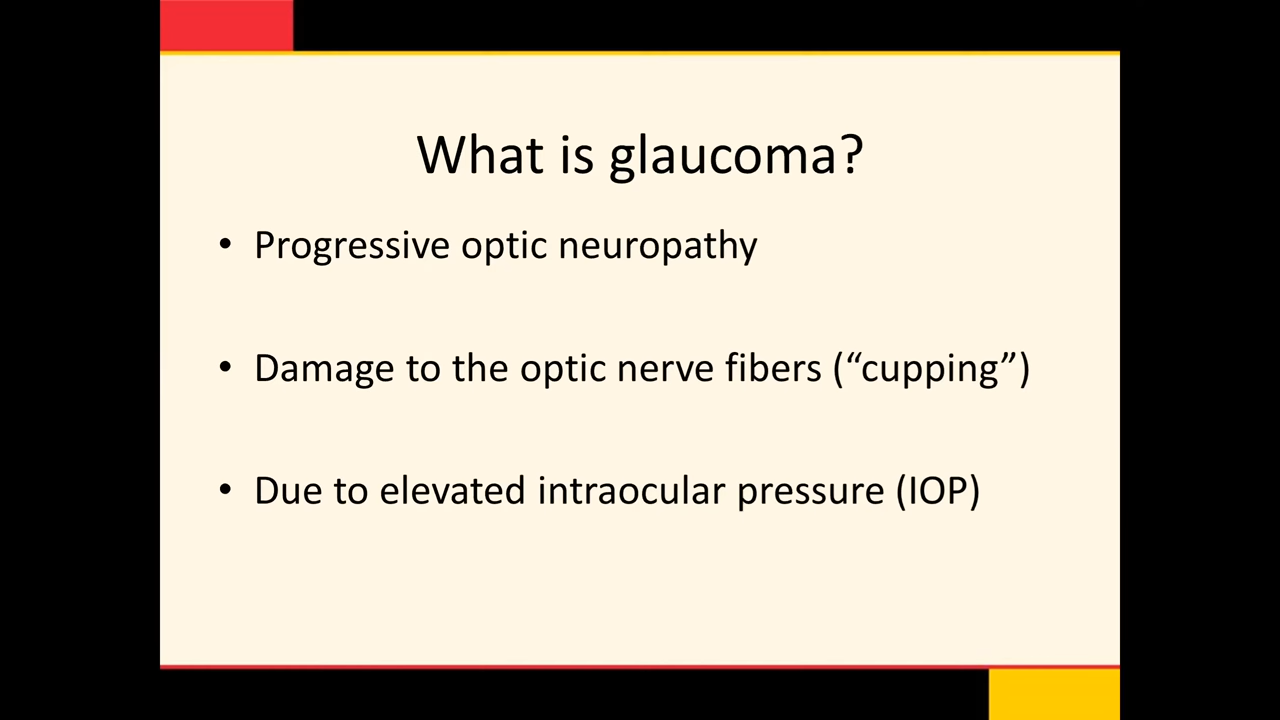 What is glaucoma?
• Progressive optic neuropathy
• Damage to the optic nerve fibers (“cupping”)
• Due to elevated intraocular pressure (IOP)